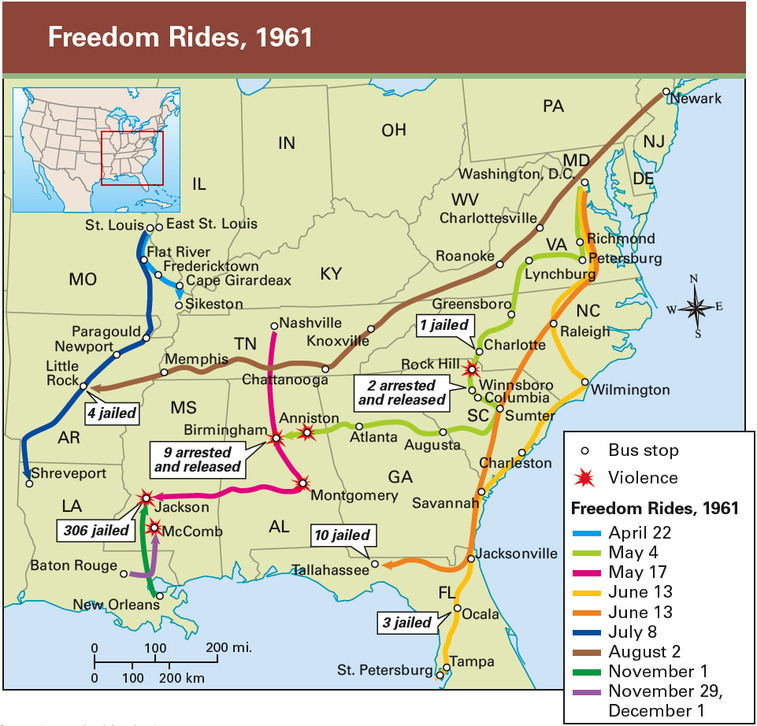 Freedom Rides, 1961
PA
Newark
OH
IN
NJ
MD
Washington, D.C.
DE
IL
WV
Charlottesville
St. Louis
East St. Louis
VA
Richmond
Flat River
Roanoke
Petersburg
Fredericktown
Lynchburg
MO
KY
Cape Girardeaux
Sikeston
Greensboro
N
W
E
S
NC
1 jailed
Nashville
Raleigh
Paragould
Knoxville
Charlotte
Newport
TN
Memphis
Rock Hill
Little
Rock
Chattanooga
2 arrested
and released
Winnsboro
Wilmington
Columbia
4 jailed
MS
SC
Sumter
Anniston
Birmingham
AR
Atlanta
Augusta
9 arrested
and released
Charleston
Shreveport
GA
Montgomery
Savannah
LA
Jackson
306 jailed
McComb
AL
10 jailed
Jacksonville
Baton Rouge
Tallahassee
FL
New Orleans
Ocala
3 jailed
0 100 200 mi.
0 100 200 km
Tampa
St. Petersburg
Bus stop
Violence
Freedom Rides, 1961
April 22
May 4
May 17
June 13
June 13
July 8
August 2
November 1
November 29,
December 1